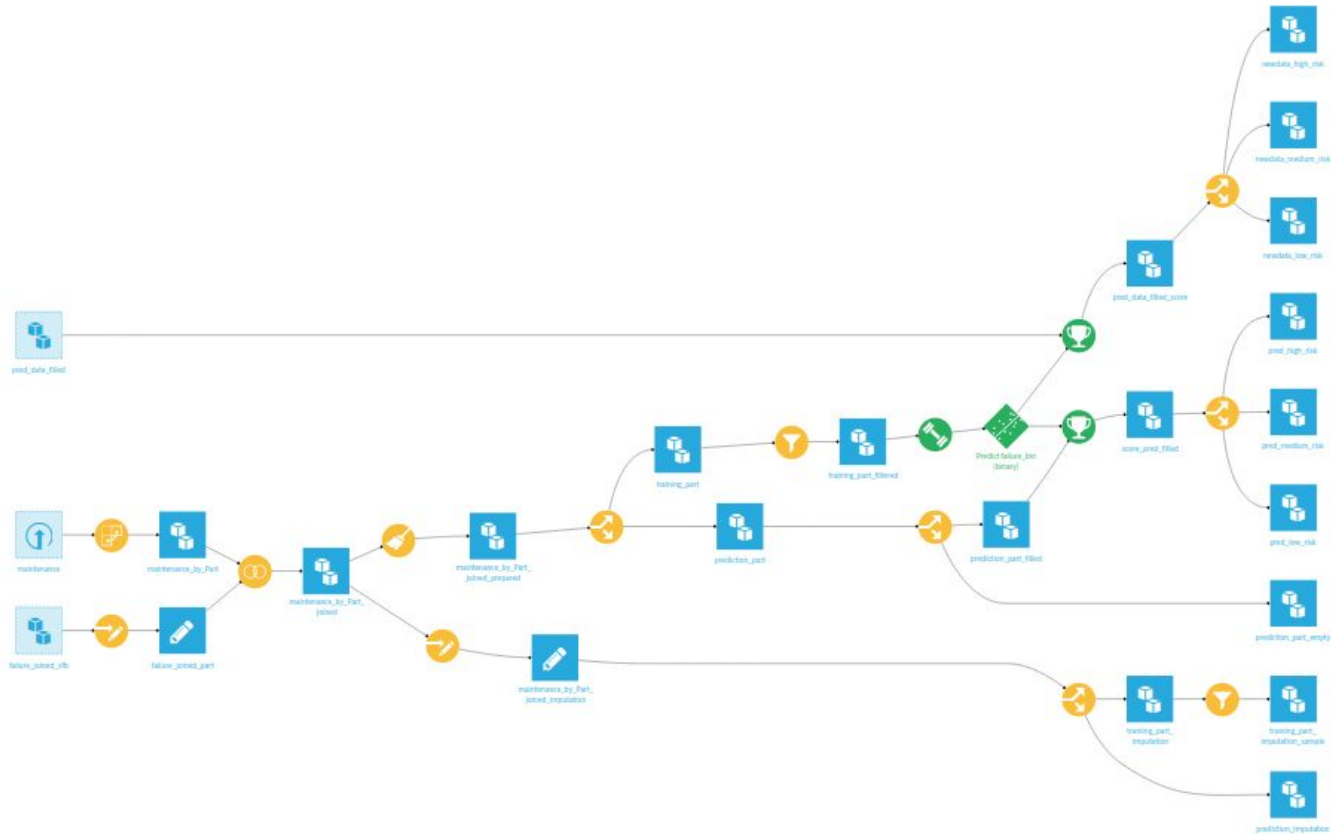 newdata_high_risk
newdata_medium_risk
newdata_low_risk
pred_data_filled_score
pred_high_risk
pred_data_filled
pred_medium_risk
score_pred_filled
Predict failure_bin
(binary)
training_part_filtered
training_part
pred_low_risk
prediction_part_filled
prediction_part
maintenance
maintenance_by_Part
maintenance_by_Part_
joined_prepared
maintenance_by_Part_
joined
prediction_part_empty
failure_joined_part
maintenance_by_Part_
joined_imputation
training_part_
imputation
training_part_
imputation_sample
prediction_imputation